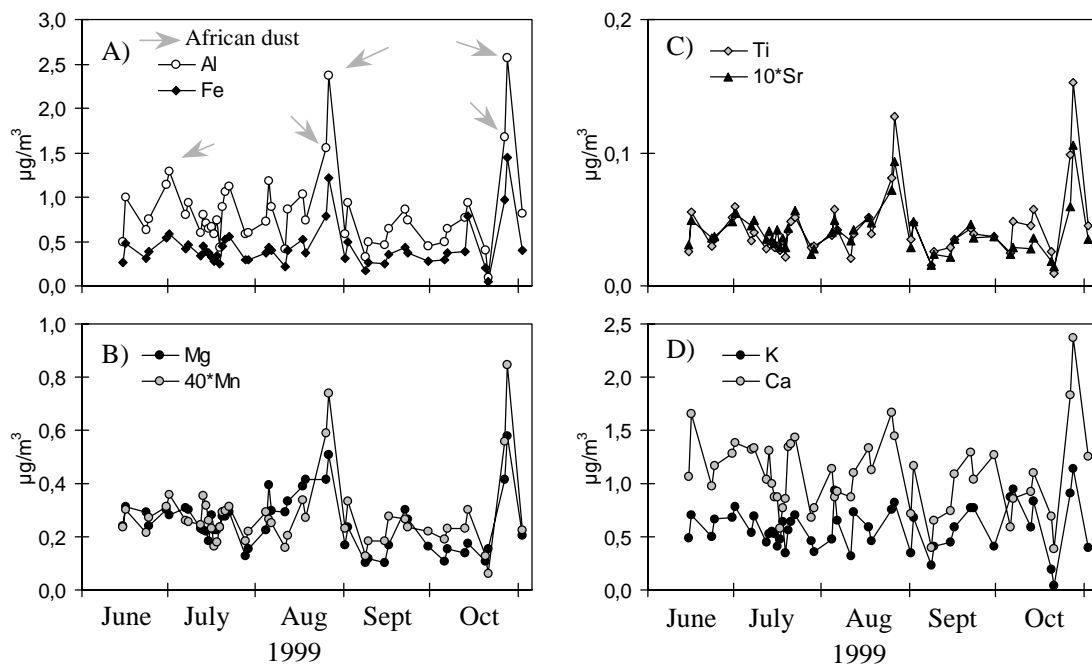 A)
African dust
Al
Fe
3,0
2,5
2,0
1,5
1,0
0,5
0,0
µg/m³
C)
Ti
10*Sr
0,2
0,1
0,0
µg/m³
B)
Mg
40*Mn
1,0
0,8
0,6
0,4
0,2
0,0
µg/m³
June July Aug Sept Oct
1999
D)
K
Ca
2,5
2,0
1,5
1,0
0,5
0,0
µg/m³
June July Aug Sept Oct
1999